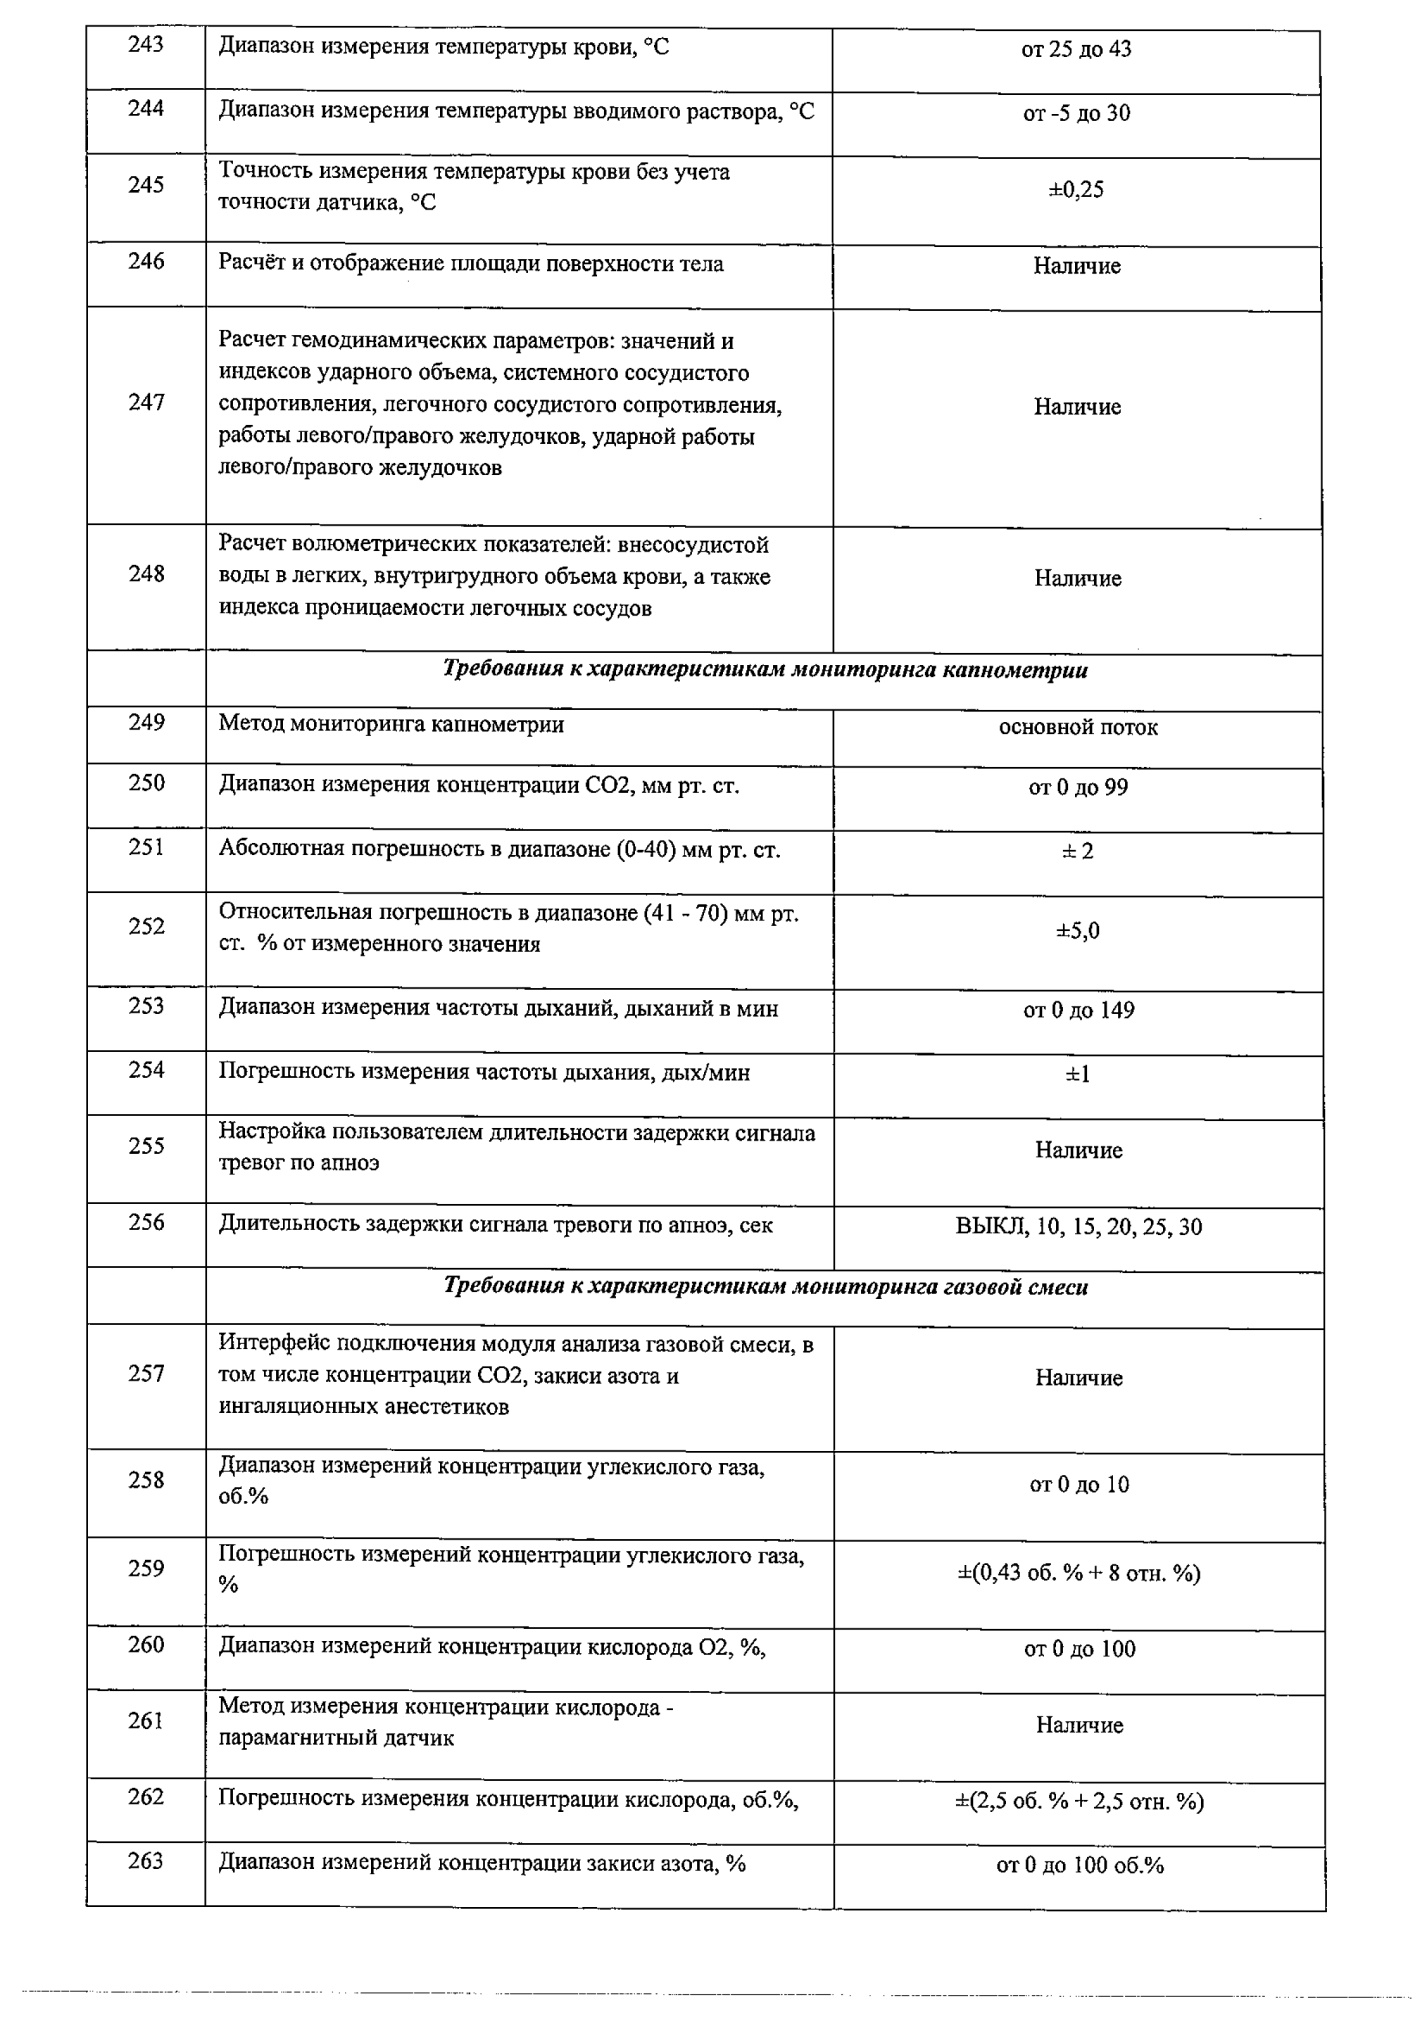 243 Диапазон измерения температуры крови, °С от 25 до 43
244 Диапазон измерения температуры вводимого раствора, °С от -5 до 30
245 Точность измерения температуры крови без учета
точности датчика, °С ±0,25
246 Расчёт и отображение площади поверхности тела Наличие
247 Расчет гемодинамических параметров: значений и
индексов ударного объема, системного сосудистого
сопротивления, легочного сосудистого сопротивления, Наличие
работы левого/правого желудочков, ударной работы
левого/правого желудочков
248 Расчет волюметрических показателей: внесосудистой
воды в легких, внутригрудного объема крови, а также Наличие
индекса проницаемости легочных сосудов
Требования к характеристикам мониторинга капнометрии
249 Метод мониторинга капнометрии основной поток
250 Диапазон измерения концентрации СО2, мм рт. ст. от 0 до 99
251 Абсолютная погрешность в диапазоне (0-40) мм рт. ст. ± 2
252 Относительная погрешность в диапазоне (41 - 70) мм рт.
ст. % от измеренного значения ±5,0
253 Диапазон измерения частоты дыханий, дыханий в мин от 0 до 149
254 Погрешность измерения частоты дыхания, дых/мин ±1
255 Настройка пользователем длительности задержки сигнала
тревог по апноэ Наличие
256 Длительность задержки сигнала тревоги по апноэ, сек ВЫКЛ, 10, 15, 20, 25, 30
Требования к характеристикам мониторинга газовой смеси
257 Интерфейс подключения модуля анализа газовой смеси, в
том числе концентрации СО2, закиси азота и Наличие
ингаляционных анестетиков
258 Диапазон измерений концентрации углекислого газа,
об.% от 0 до 10
259 Погрешность измерений концентрации углекислого газа,
% ±(0,43 об. % + 8 отн. %)
260 Диапазон измерений концентрации кислорода О2, %, от 0 до 100
261 Метод измерения концентрации кислорода -
парамагнитный датчик Наличие
262 Погрешность измерения концентрации кислорода, об.%, ±(2,5 об. % + 2,5 отн. %)
263 Диапазон измерений концентрации закиси азота, % от 0 до 100 об.%